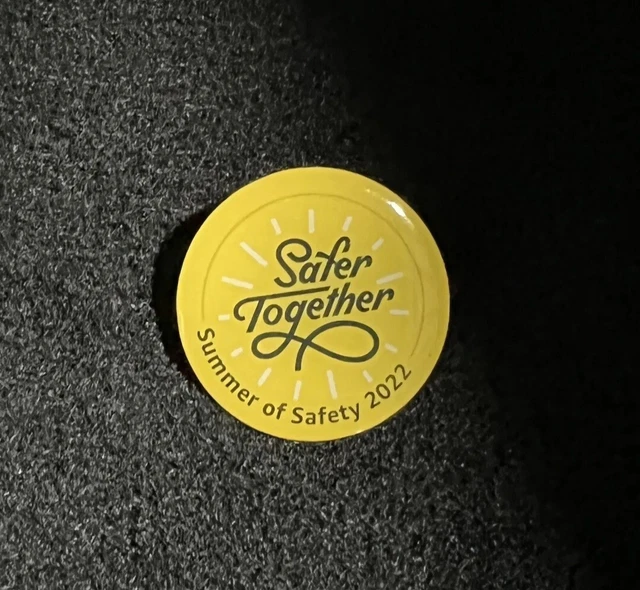 Safer
Together
Summer of Safety 2022